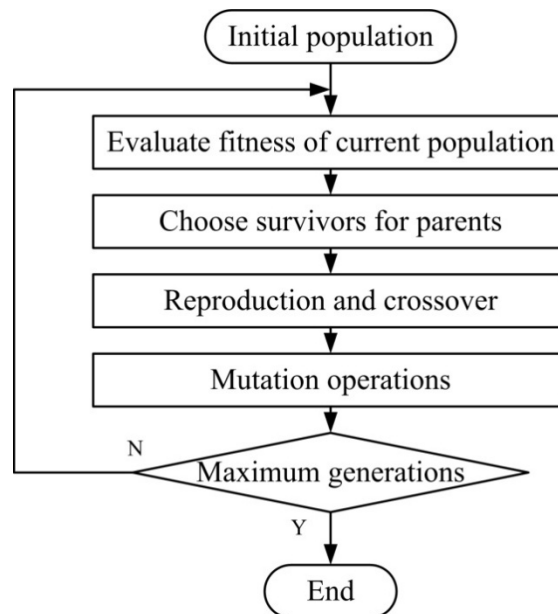 Initial population
Evaluate fitness of current population
Choose survivors for parents
Reproduction and crossover
Mutation operations
N
Maximum generations
Y
End